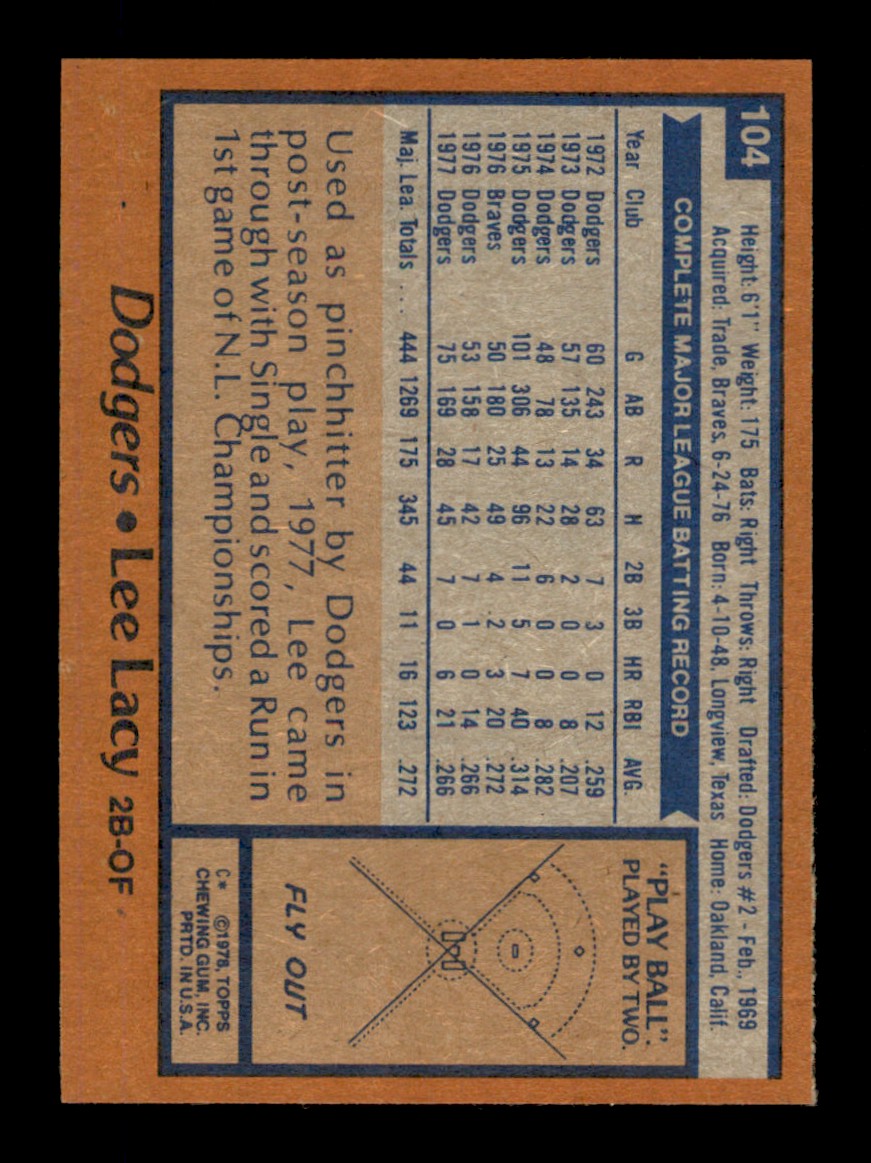 104
Height: 6'1" Weight: 175 Bats: Right Throws: Right Drafted: Dodgers #2 - Feb., 1969
Acquired: Trade, Braves, 6-24-76 Born: 4-10-48, Longview, Texas Home: Oakland, Calif.
COMPLETE MAJOR LEAGUE BATTING RECORD
Year Club G AB R H 2B 3B HR RBI AVG.
1972 Dodgers 60 243 34 63 7 3 0 12 .259
1973 Dodgers 57 135 14 28 2 0 0 8 .207
1974 Dodgers 48 78 13 22 6 0 0 8 .282
1975 Dodgers 101 306 44 96 11 5 7 40 .314
1976 Braves 50 180 25 49 4 2 3 20 .272
1976 Dodgers 53 158 17 42 7 1 0 14 .266
1977 Dodgers 75 169 28 45 7 0 6 21 .266
Maj. Lea. Totals ... 444 1269 175 345 44 11 16 123 .272
Used as pinchhitter by Dodgers in
post-season play, 1977, Lee came
through with Single and scored a Run in
1st game of N.L. Championships.
"PLAY BALL".
PLAYED BY TWO.
FLY OUT
C* ©1978, TOPPS
CHEWING GUM, INC.
PRTD. IN U.S.A.
Dodgers • Lee Lacy 2B-OF